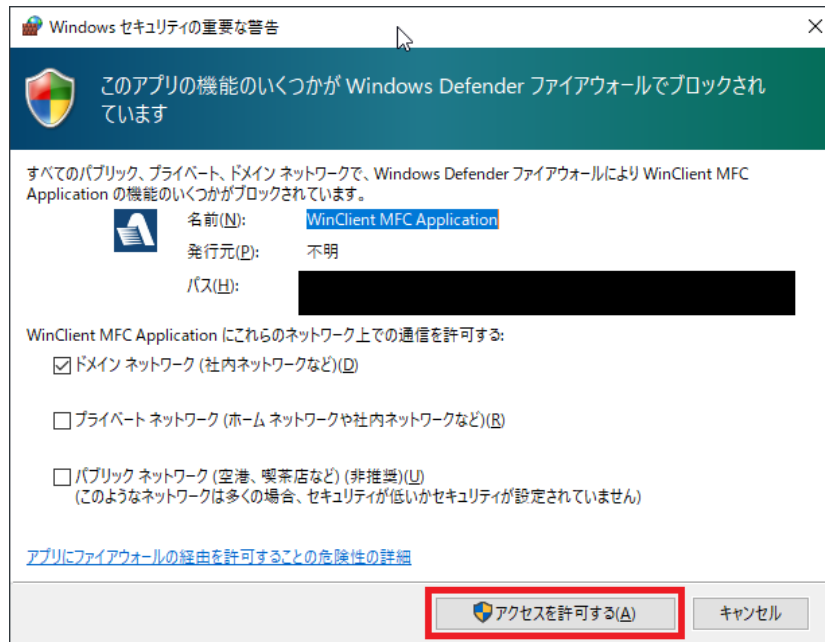 Windows セキュリティの重要な警告
このアプリの機能のいくつかが Windows Defender ファイアウォールでブロックされ
ています
すべてのパブリック、プライベート、ドメイン ネットワークで、Windows Defender ファイアウォールにより WinClient MFC
Application の機能のいくつかがブロックされています。
名前(N): WinClient MFC Application
発行元(P): 不明
パス(H):
WinClient MFC Application にこれらのネットワーク上での通信を許可する:
ドメイン ネットワーク (社内ネットワークなど)(D)
プライベート ネットワーク (ホーム ネットワークや社内ネットワークなど)(R)
パブリック ネットワーク (空港、喫茶店など) (非推奨)(U)
(このようなネットワークは多くの場合、セキュリティが低いかセキュリティが設定されていません)
アプリにファイアウォールの経由を許可することの危険性の詳細
アクセスを許可する(A) キャンセル